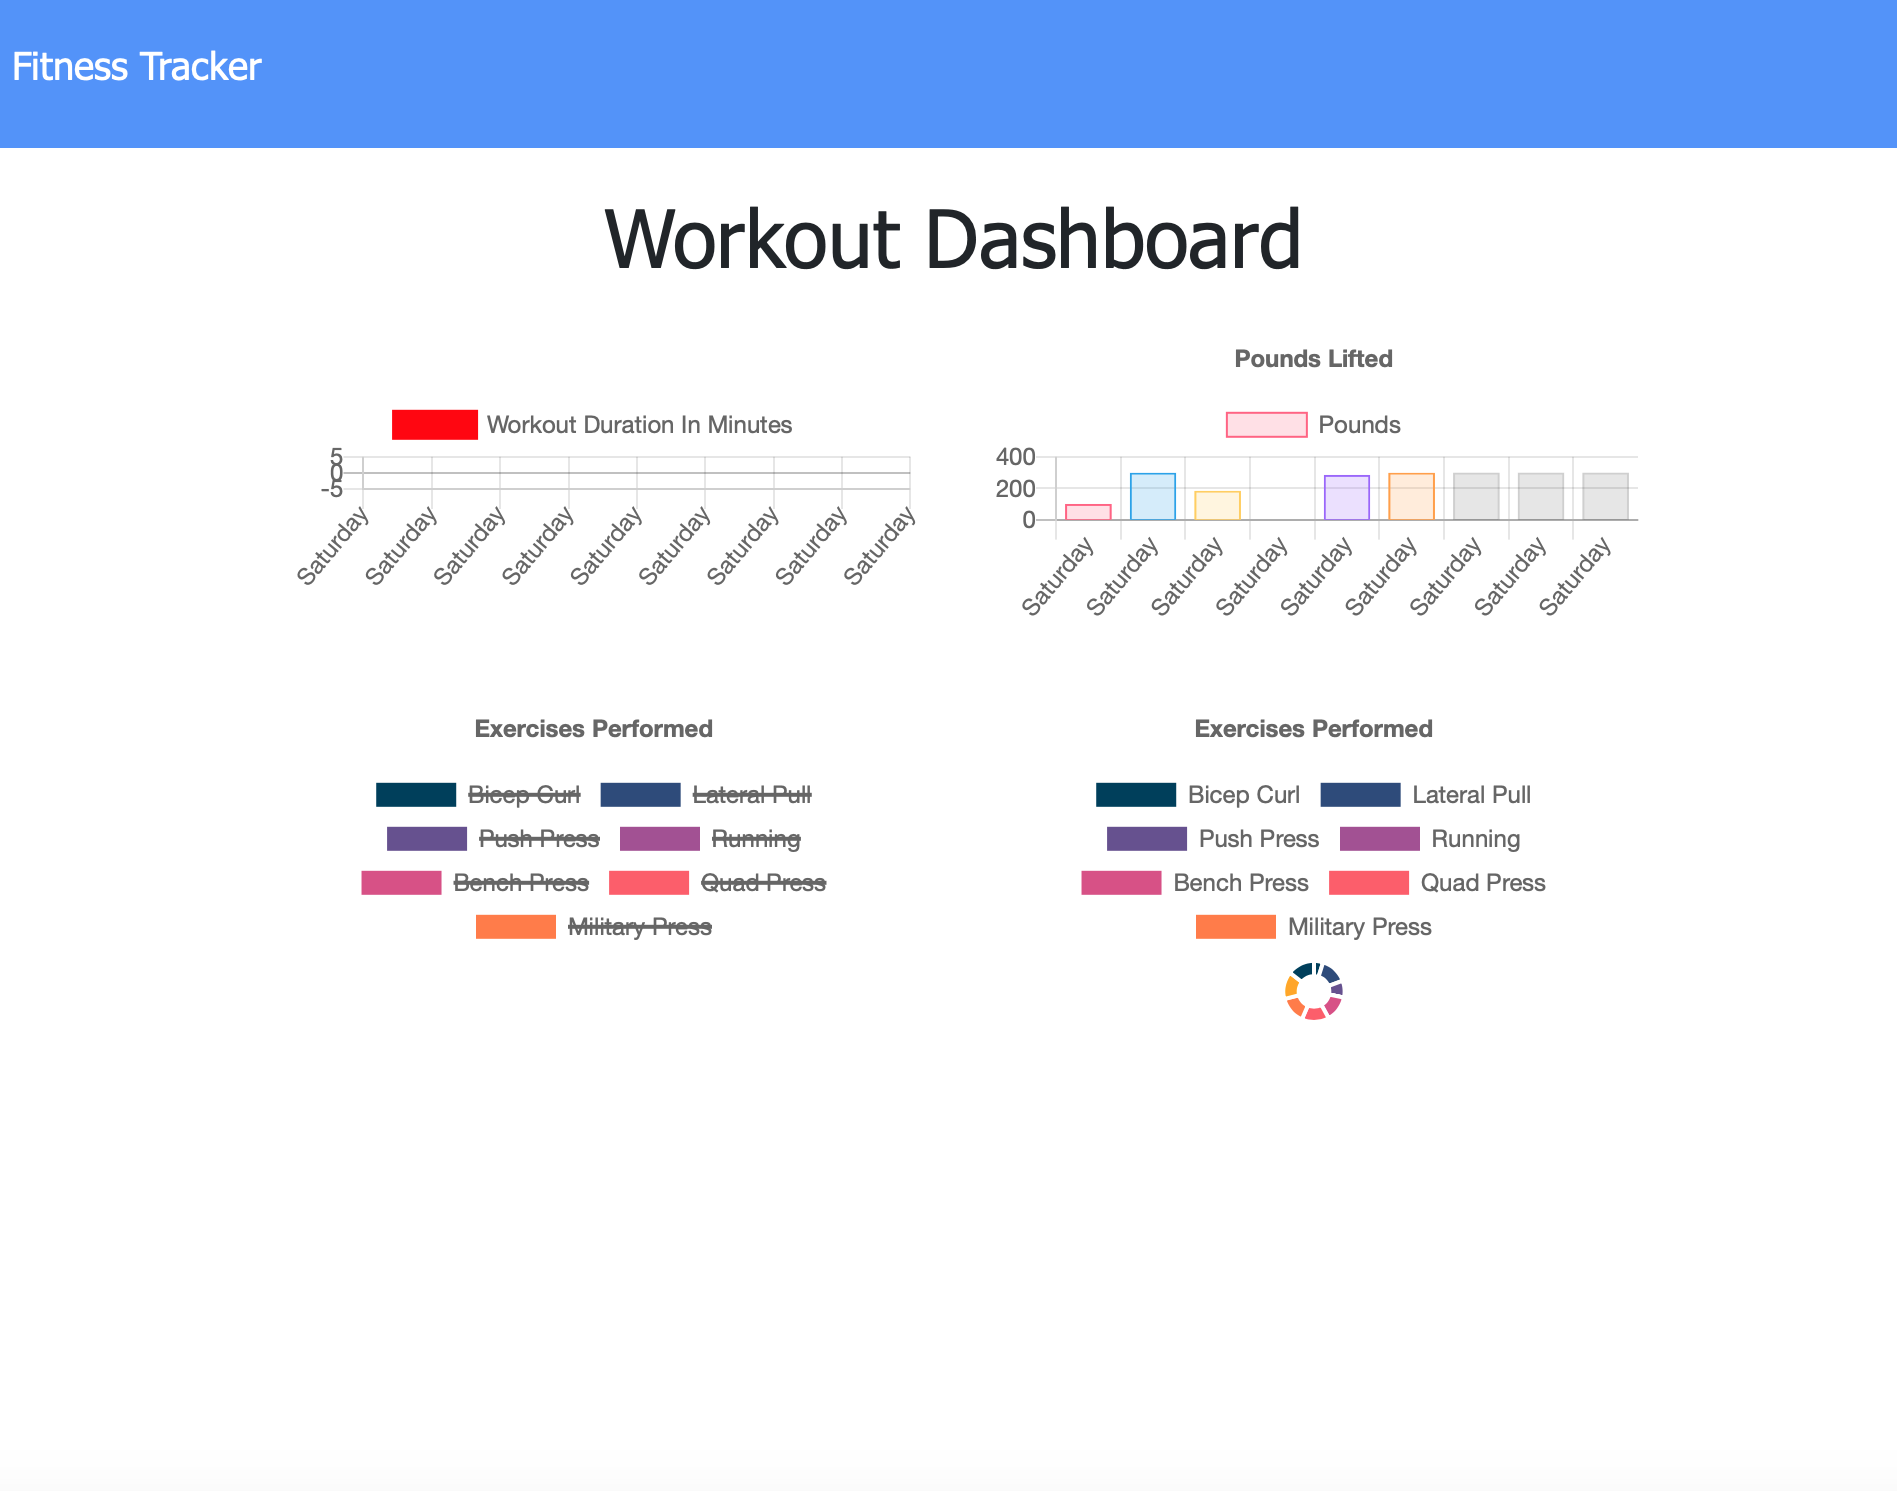 Fitness Tracker
Workout Dashboard
Workout Duration In Minutes
5
0
-5
Saturday Saturday Saturday Saturday Saturday Saturday Saturday Saturday Saturday
Pounds Lifted
Pounds
400
200
0
Saturday Saturday Saturday Saturday Saturday Saturday Saturday Saturday Saturday
Exercises Performed
Bicep Curl Lateral Pull
Push Press Running
Bench Press Quad Press
Military Press
Exercises Performed
Bicep Curl Lateral Pull
Push Press Running
Bench Press Quad Press
Military Press